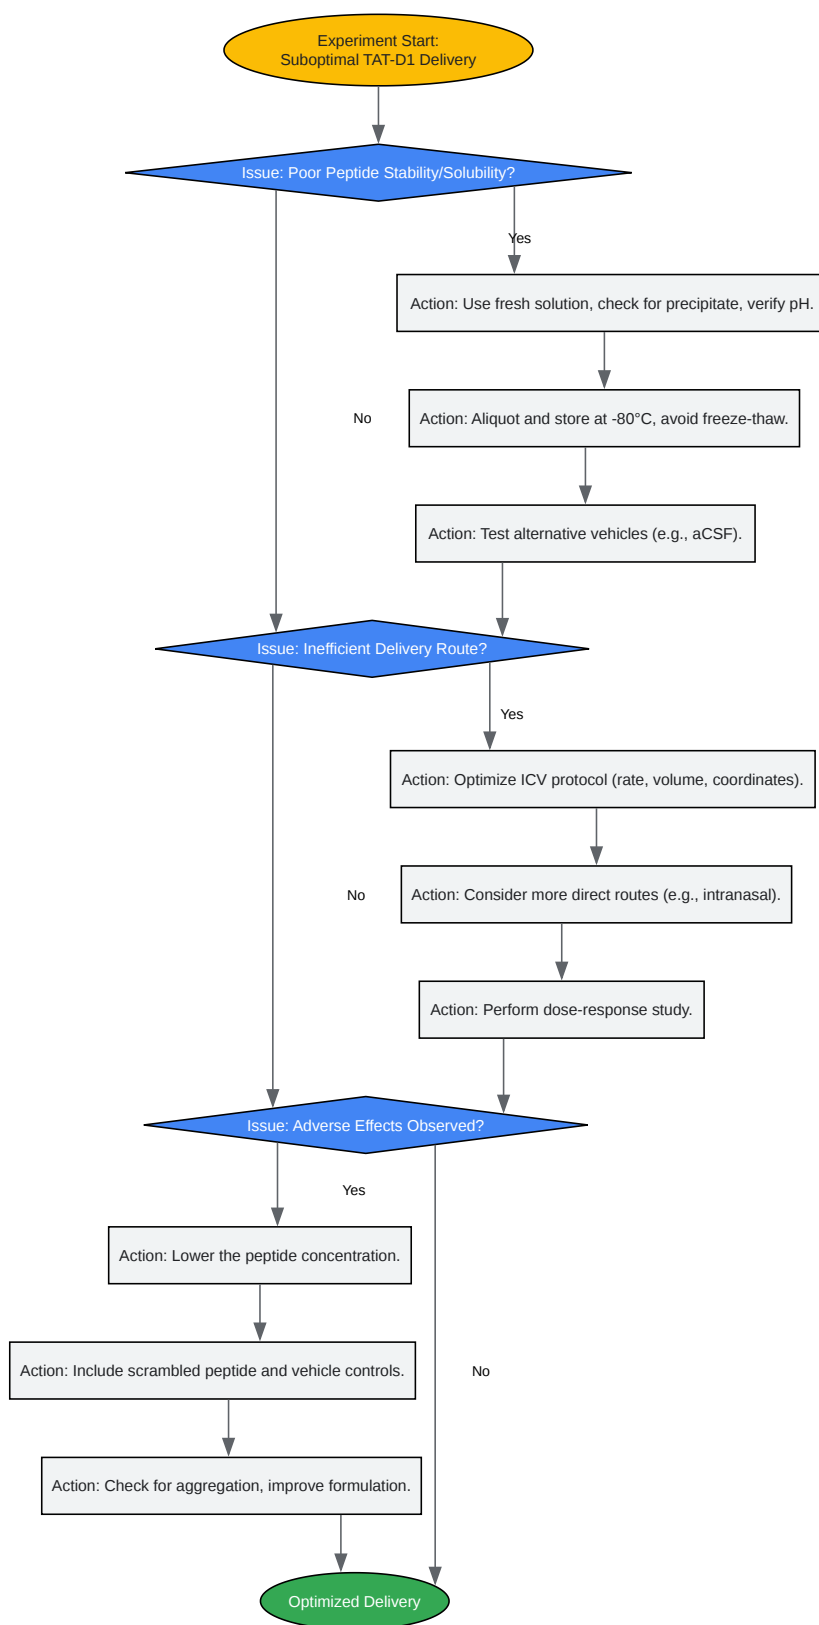 Experiment Start:
Suboptimal TAT-D1 Delivery
Issue: Poor Peptide Stability/Solubility?
Yes
Action: Use fresh solution, check for precipitate, verify pH.
No
Action: Aliquot and store at -80°C, avoid freeze-thaw.
Action: Test alternative vehicles (e.g., aCSF).
Issue: Inefficient Delivery Route?
Yes
Action: Optimize ICV protocol (rate, volume, coordinates).
No
Action: Consider more direct routes (e.g., intranasal).
Action: Perform dose-response study.
Issue: Adverse Effects Observed?
Yes
Action: Lower the peptide concentration.
Action: Include scrambled peptide and vehicle controls.
No
Action: Check for aggregation, improve formulation.
Optimized Delivery